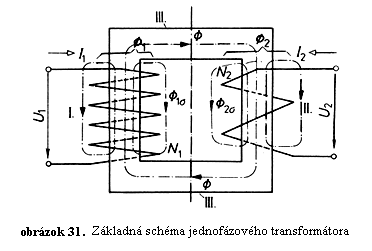 III.
Φ
Φ1 Φ2
I1 I2
N2
Φ1σ Φ2σ
U1 I. II. U2
N1
Φ
III.
obrázok 31. Základná schéma jednofázového transformátora